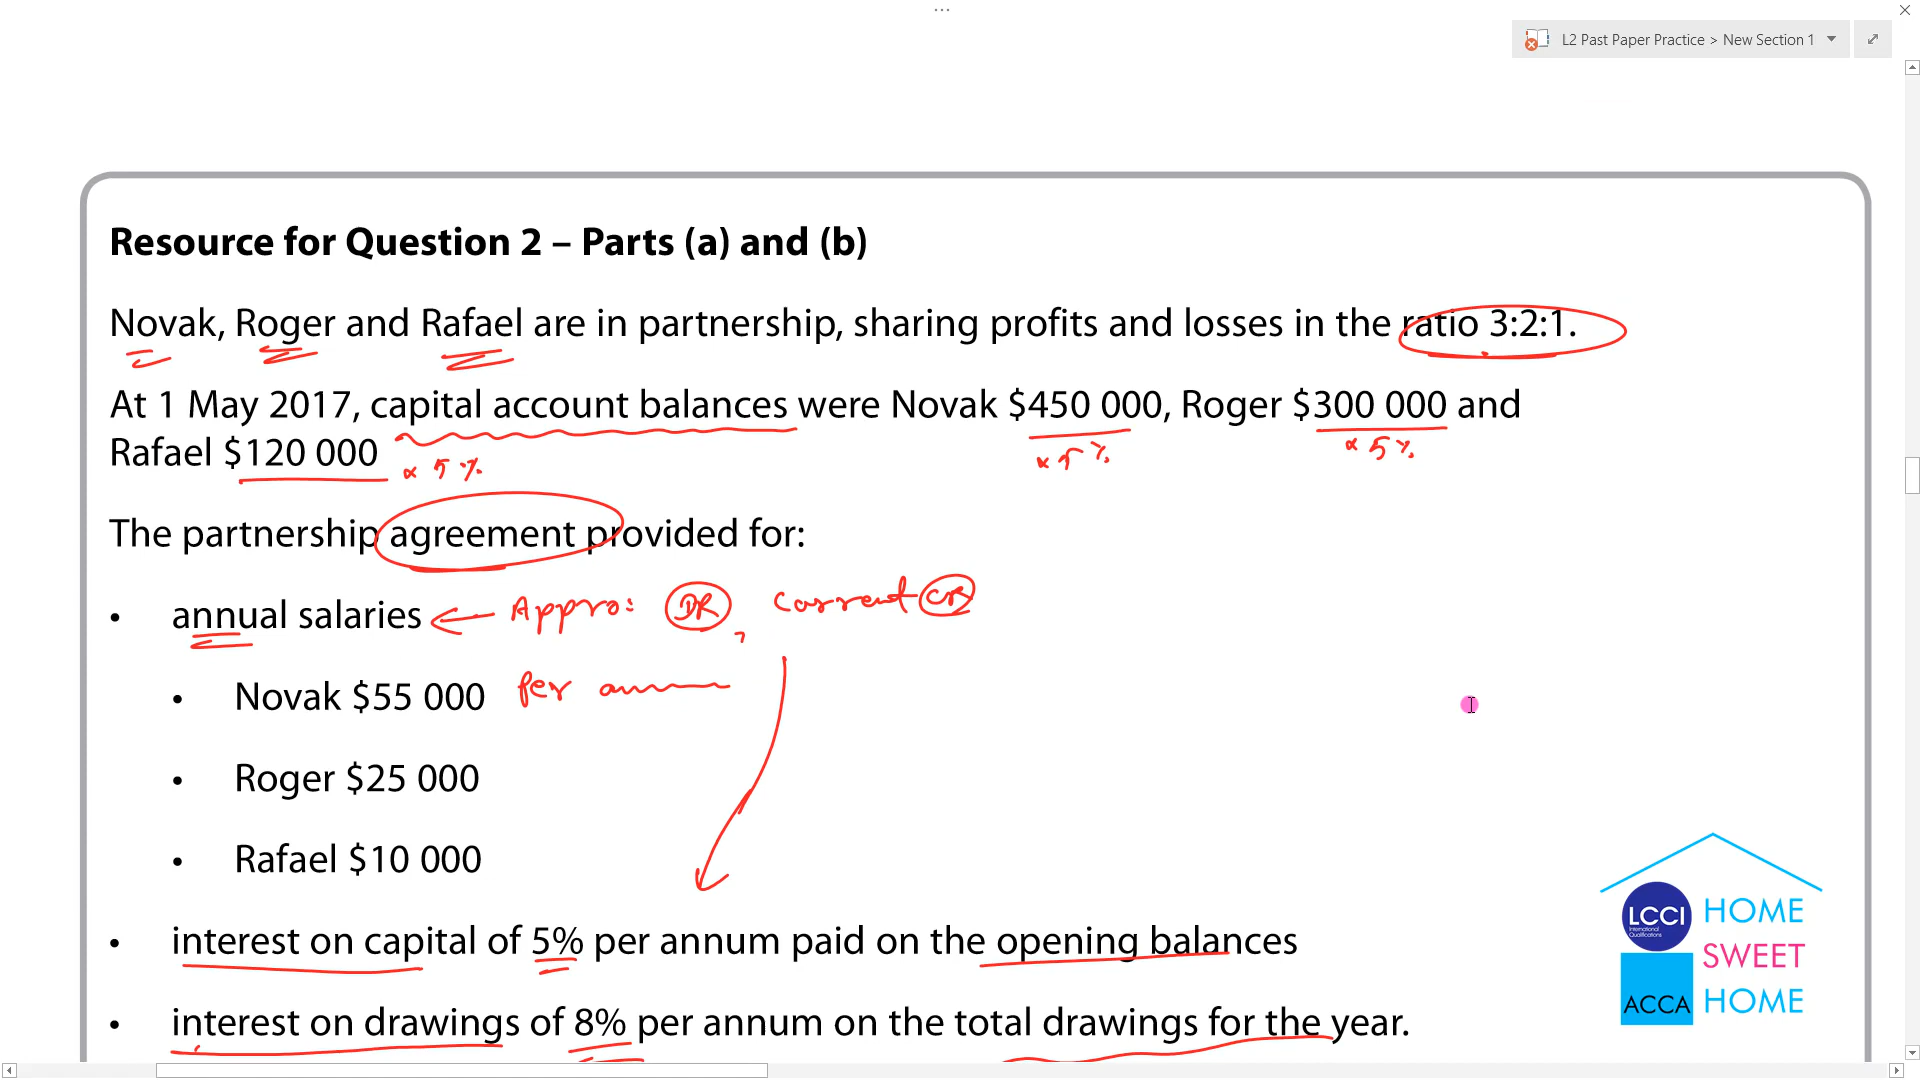 L2 Past Paper Practice > New Section 1
Resource for Question 2 – Parts (a) and (b)
Novak, Roger and Rafael are in partnership, sharing profits and losses in the ratio 3:2:1.
At 1 May 2017, capital account balances were Novak $450 000, Roger $300 000 and
Rafael $120 000
× 5 %
× 5 %
× 5 %
The partnership agreement provided for:
• annual salaries ← Appro: DR, Current CR
• Novak $55 000 per annum
• Roger $25 000
• Rafael $10 000
• interest on capital of 5% per annum paid on the opening balances
• interest on drawings of 8% per annum on the total drawings for the year.
LCCI
International
Qualifications
ACCA
HOME
SWEET
HOME